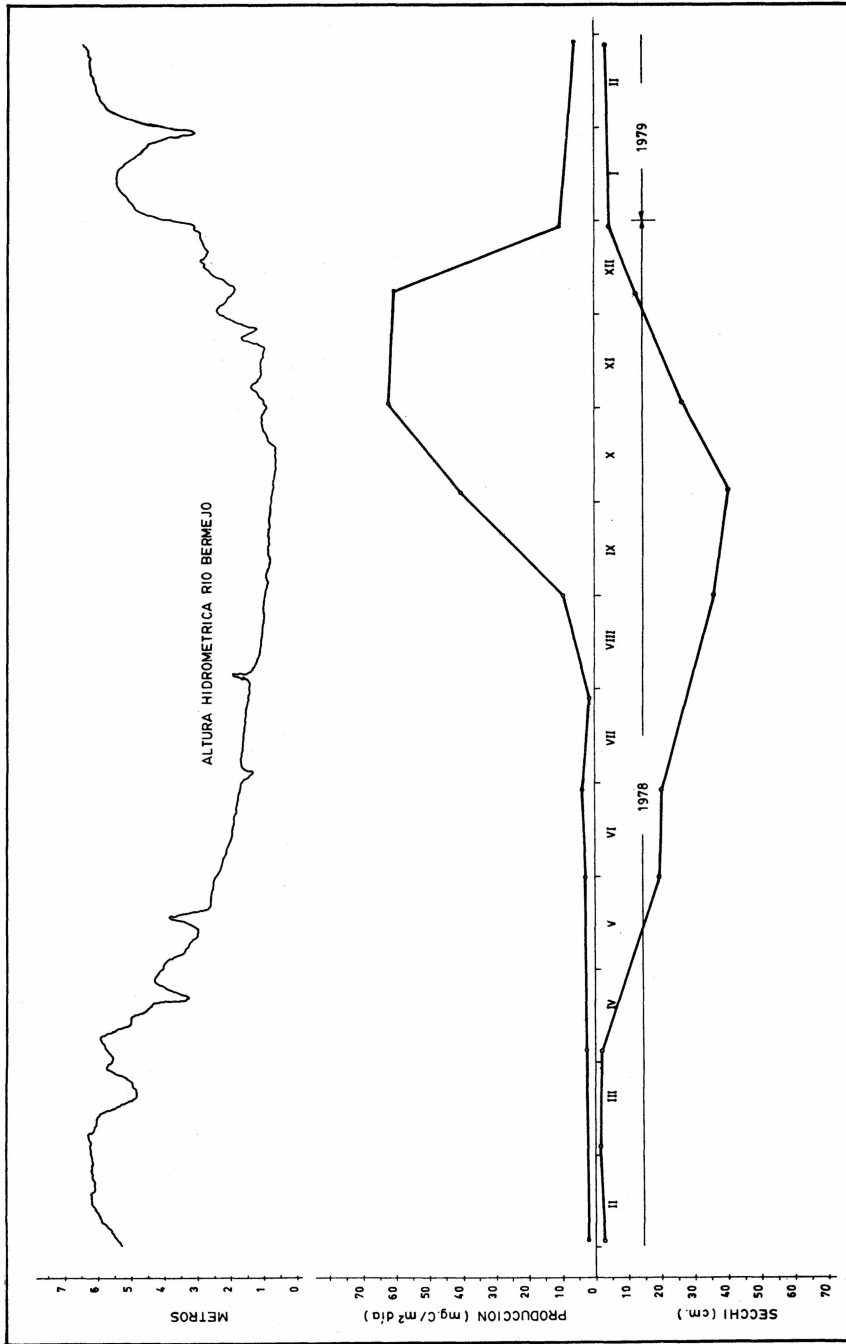 ALTURA HIDROMETRICA RIO BERMEJO
METROS
7
6
5
4
3
2
1
0
PRODUCCION (mg.C/m² día)
80
70
60
50
40
30
20
10
0
SECCHI (cm.)
10
20
30
40
50
60
70
II
III
IV
V
VI
VII
VIII
IX
X
XI
XII
I
II
1978
1979